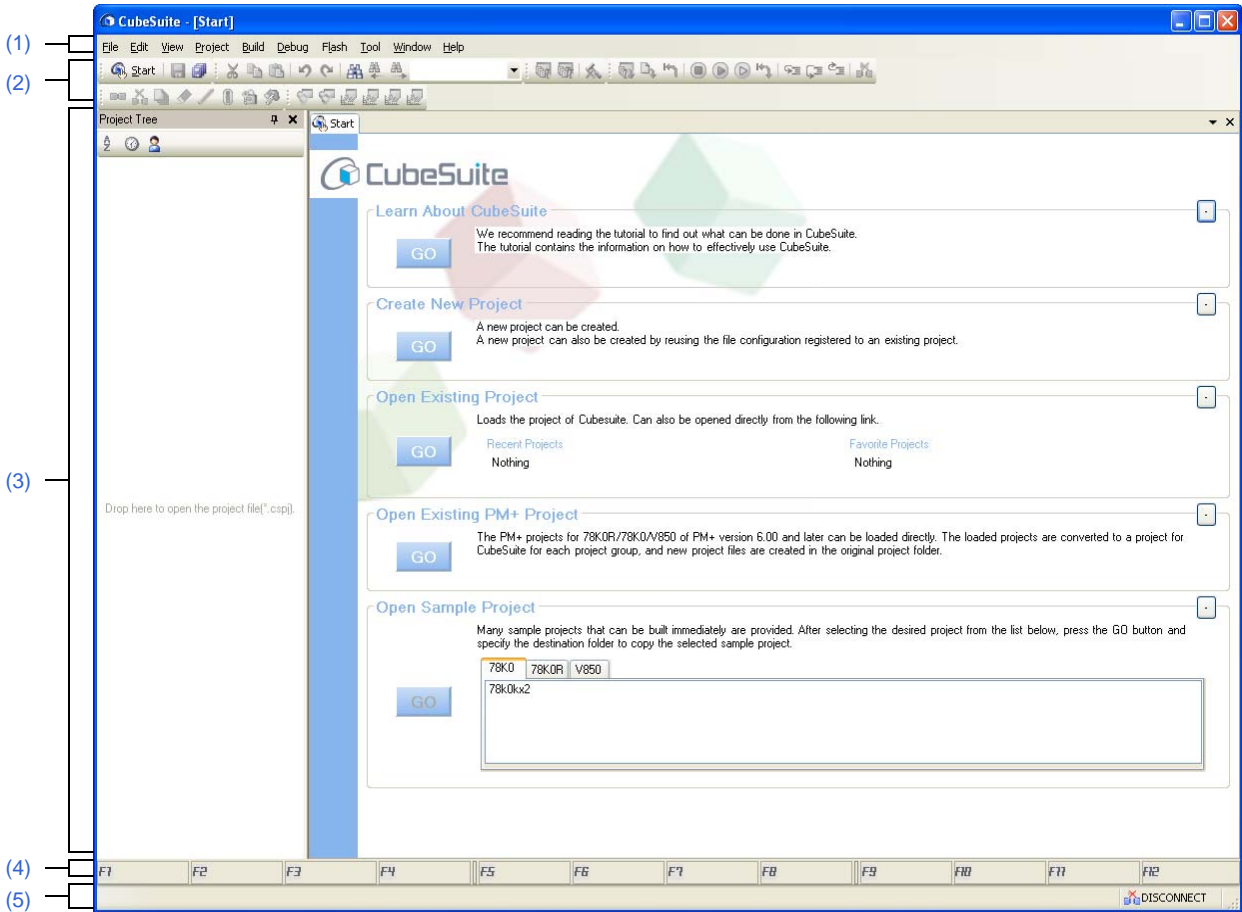 CubeSuite - [Start]
(1)
File Edit View Project Build Debug Flash Tool Window Help
(2)
Start
(3)
Project Tree
Start
CubeSuite
Learn About CubeSuite
GO
We recommend reading the tutorial to find out what can be done in CubeSuite.
The tutorial contains the information on how to effectively use CubeSuite.
Create New Project
GO
A new project can be created.
A new project can also be created by reusing the file configuration registered to an existing project.
Open Existing Project
GO
Loads the project of Cubesuite. Can also be opened directly from the following link.
Recent Projects Favorite Projects
Nothing Nothing
Drop here to open the project file(*.cspj).
Open Existing PM+ Project
GO
The PM+ projects for 78K0R/78K0/V850 of PM+ version 6.00 and later can be loaded directly. The loaded projects are converted to a project for
CubeSuite for each project group, and new project files are created in the original project folder.
Open Sample Project
Many sample projects that can be built immediately are provided. After selecting the desired project from the list below, press the GO button and
specify the destination folder to copy the selected sample project.
GO
78K0 78K0R V850
78k0kx2
(4)
F1 F2 F3 F4 F5 F6 F7 F8 F9 F10 F11 F12
(5)
DISCONNECT